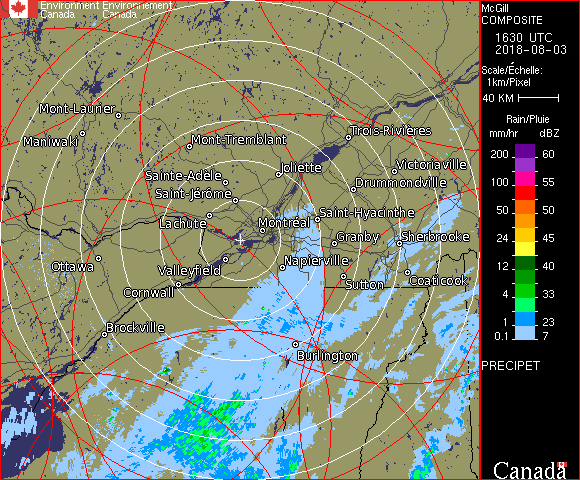 Environment Environnement
Canada Canada
McGill
COMPOSITE
1630 UTC
2018-08-03
Scale/Échelle:
1km/Pixel
40 KM
Rain/Pluie
mm/hr dBZ
200 60
100 55
50 50
24 45
12 40
4 33
1 23
0.1 7
PRECIPET
Canada
Mont-Laurier
Maniwaki
Mont-Tremblant
Trois-Rivières
Sainte-Adèle
Joliette
Victoriaville
Saint-Jérôme
Drummondville
Lachute
Montréal
Saint-Hyacinthe
Granby
Sherbrooke
Ottawa
Valleyfield
Napierville
Cornwall
Sutton
Coaticook
Brockville
Burlington